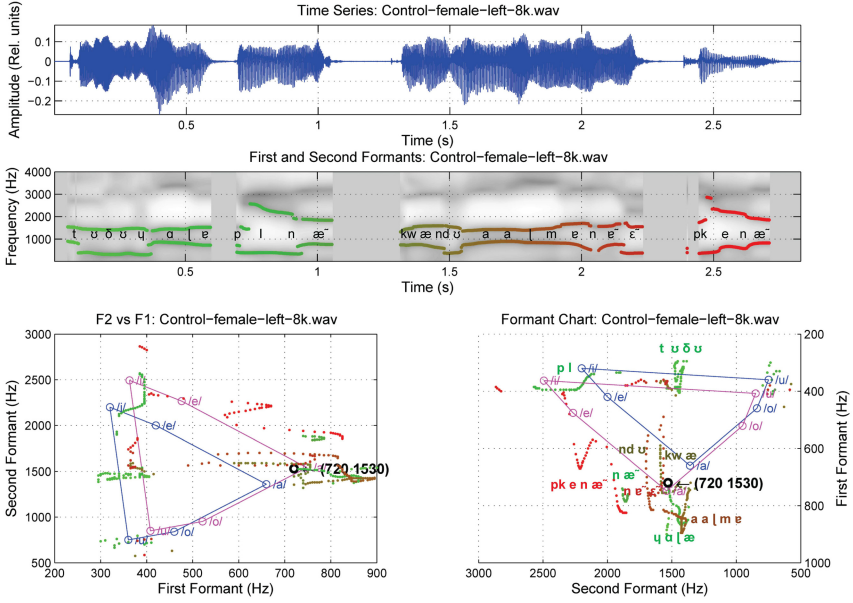 Time Series: Control−female−left−8k.wav
Amplitude (Rel. units)
0.1
0
−0.1
−0.2
0.5 1 1.5 2 2.5
Time (s)
First and Second Formants: Control−female−left−8k.wav
Frequency (Hz)
4000
3000
2000
1000
t ʊ δ ʊ ɥ ɑ ɭ ɐ p l n æ˜ kw æ nd ʊ a a ɭ m ɐ n ɐ˜ ɛ pk e n æ˜
0.5 1 1.5 2 2.5
Time (s)
F2 vs F1: Control−female−left−8k.wav
Second Formant (Hz)
3000
2500
2000
1500
1000
500
/i/
/e/
/i/
/e/
(720 1530)
/a/
/u/
/o/
/o/
200 300 400 500 600 700 800 900
First Formant (Hz)
Formant Chart: Control−female−left−8k.wav
200
400
600
800
1000
First Formant (Hz)
t ʊ δ ʊ
p l
/i/
/i/
/u/
/u/
/e/
/e/
/o/
/o/
nd ʊ
kw æ
/a/
n æ˜
pk e n æ˜
(720 1530)
/a/
a a ɭ m ɐ
ɥ ɑ ɭ æ
3000 2500 2000 1500 1000 500
Second Formant (Hz)